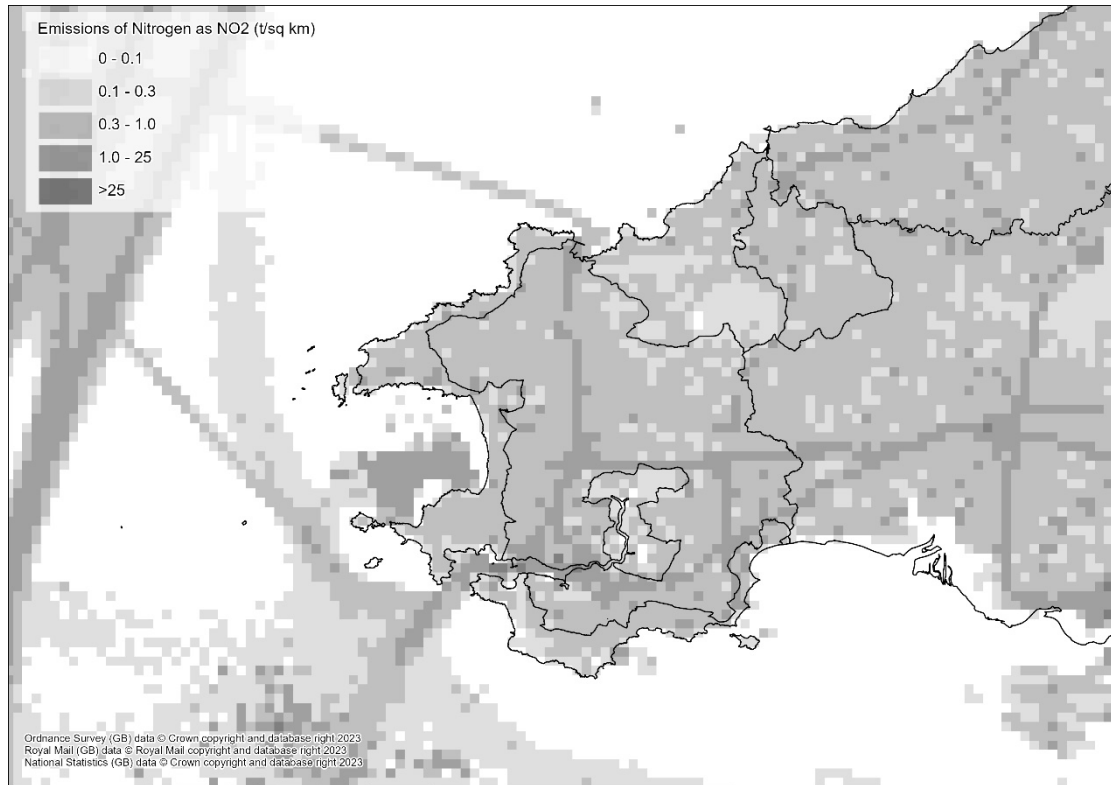 Emissions of Nitrogen as NO2 (t/sq km)
0 - 0.1
0.1 - 0.3
0.3 - 1.0
1.0 - 25
>25
Ordnance Survey (GB) data © Crown copyright and database right 2023
Royal Mail (GB) data © Royal Mail copyright and database right 2023
National Statistics (GB) data © Crown copyright and database right 2023